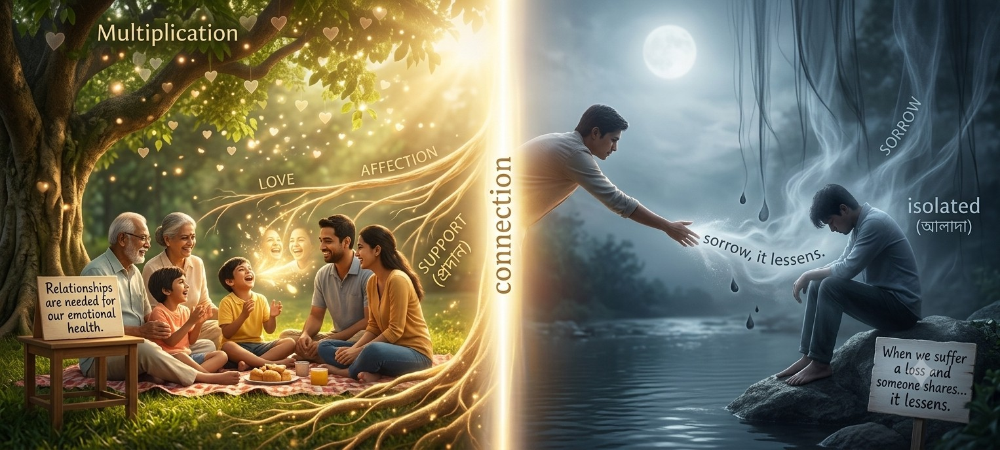 Multiplication
LOVE
AFFECTION
SUPPORT
(প্রদান)
Relationships
are needed for
our emotional
health.
connection
SORROW
isolated
(আলাদা)
sorrow, it lessens.
When we suffer
a loss and
someone shares...
it lessens.